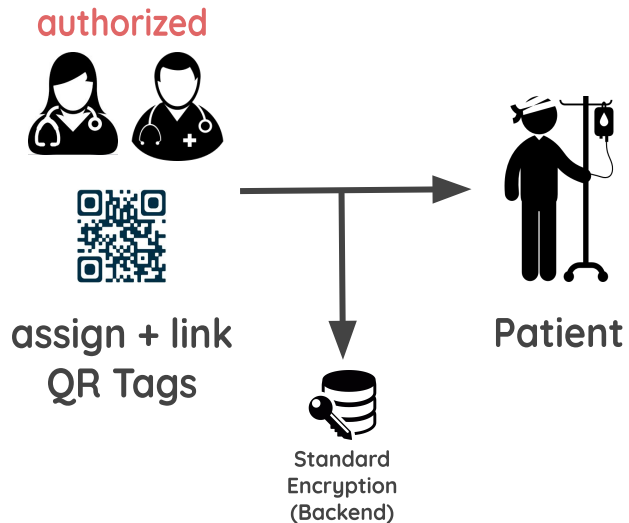 authorized
assign + link
QR Tags
Patient
Standard
Encryption
(Backend)